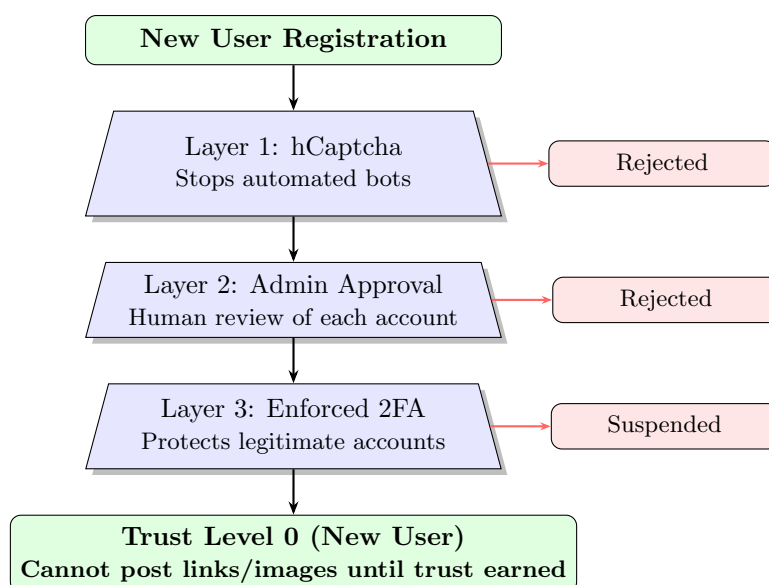 New User Registration
Layer 1: hCaptcha
Stops automated bots
Rejected
Layer 2: Admin Approval
Human review of each account
Rejected
Layer 3: Enforced 2FA
Protects legitimate accounts
Suspended
Trust Level 0 (New User)
Cannot post links/images until trust earned